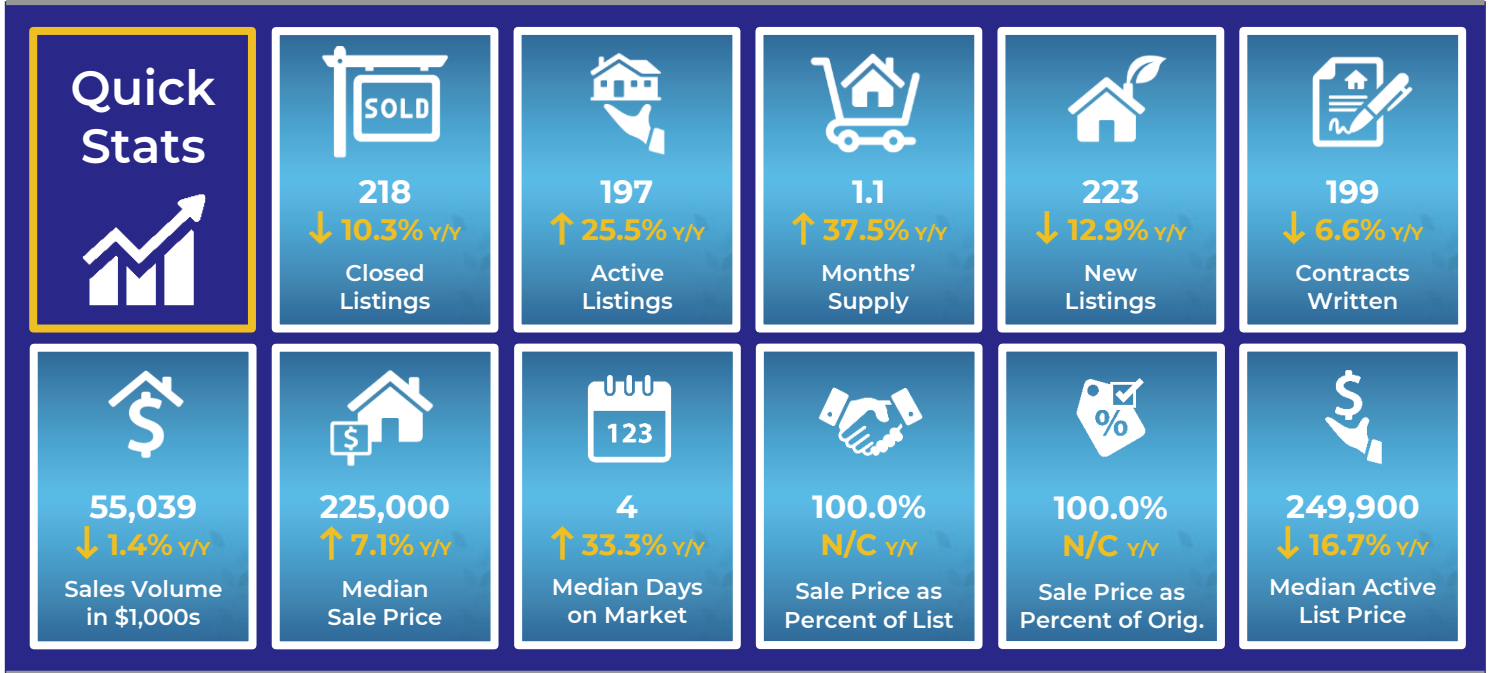 Quick
Stats
SOLD
218
↓ 10.3% Y/Y
Closed
Listings
197
↑ 25.5% Y/Y
Active
Listings
1.1
↑ 37.5% Y/Y
Months’
Supply
223
↓ 12.9% Y/Y
New
Listings
199
↓ 6.6% Y/Y
Contracts
Written
$
55,039
↓ 1.4% Y/Y
Sales Volume
in $1,000s
$
225,000
↑ 7.1% Y/Y
Median
Sale Price
123
4
↑ 33.3% Y/Y
Median Days
on Market
100.0%
N/C Y/Y
Sale Price as
Percent of List
%
100.0%
N/C Y/Y
Sale Price as
Percent of Orig.
$
249,900
↓ 16.7% Y/Y
Median Active
List Price